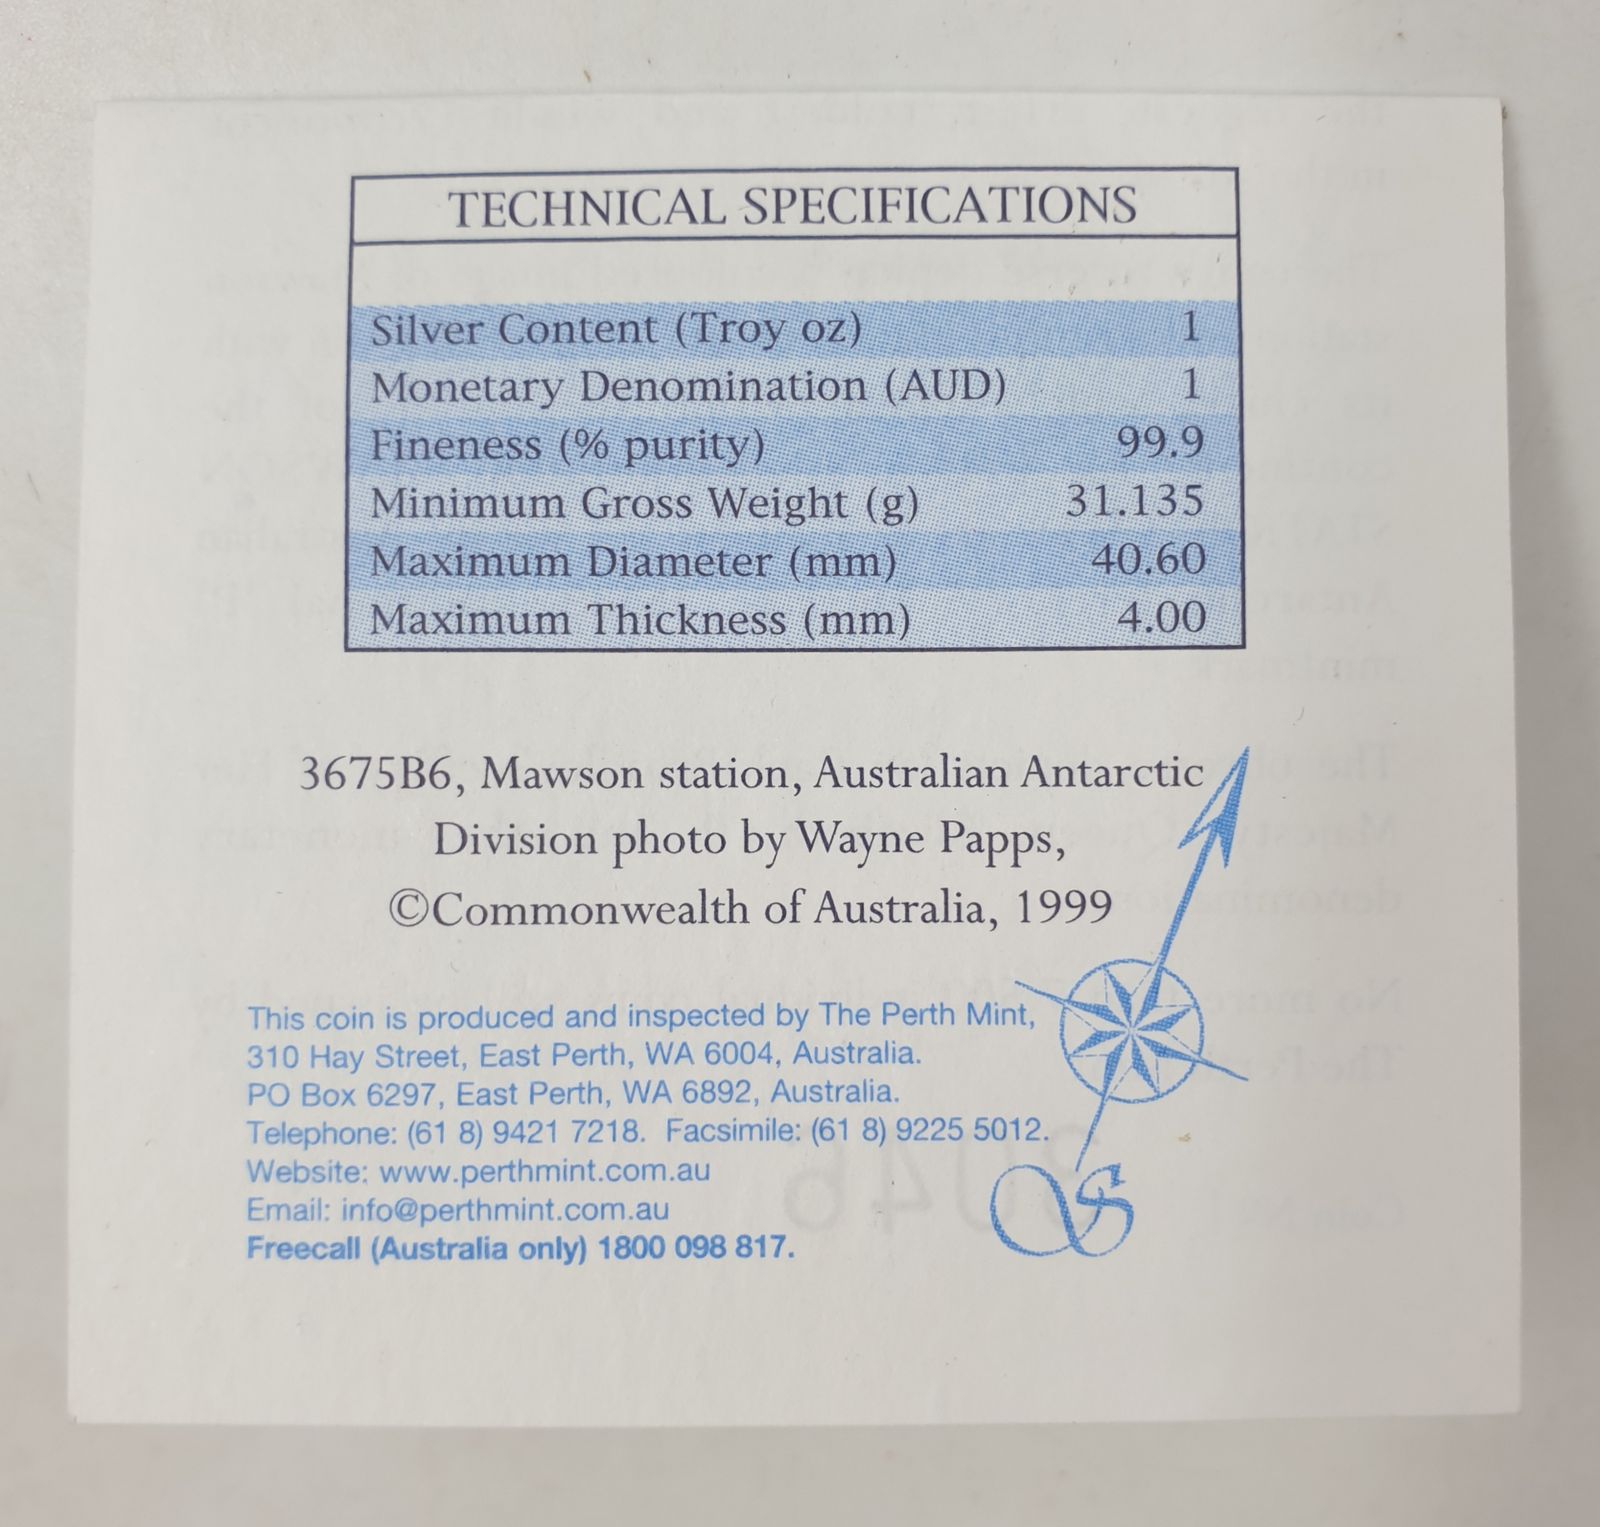 TECHNICAL SPECIFICATIONS
Silver Content (Troy oz) 1
Monetary Denomination (AUD) 1
Fineness (% purity) 99.9
Minimum Gross Weight (g) 31.135
Maximum Diameter (mm) 40.60
Maximum Thickness (mm) 4.00
3675B6, Mawson station, Australian Antarctic
Division photo by Wayne Papps,
©Commonwealth of Australia, 1999
This coin is produced and inspected by The Perth Mint,
310 Hay Street, East Perth, WA 6004, Australia.
PO Box 6297, East Perth, WA 6892, Australia.
Telephone: (61 8) 9421 7218. Facsimile: (61 8) 9225 5012.
Website: www.perthmint.com.au
Email: info@perthmint.com.au
Freecall (Australia only) 1800 098 817.
S